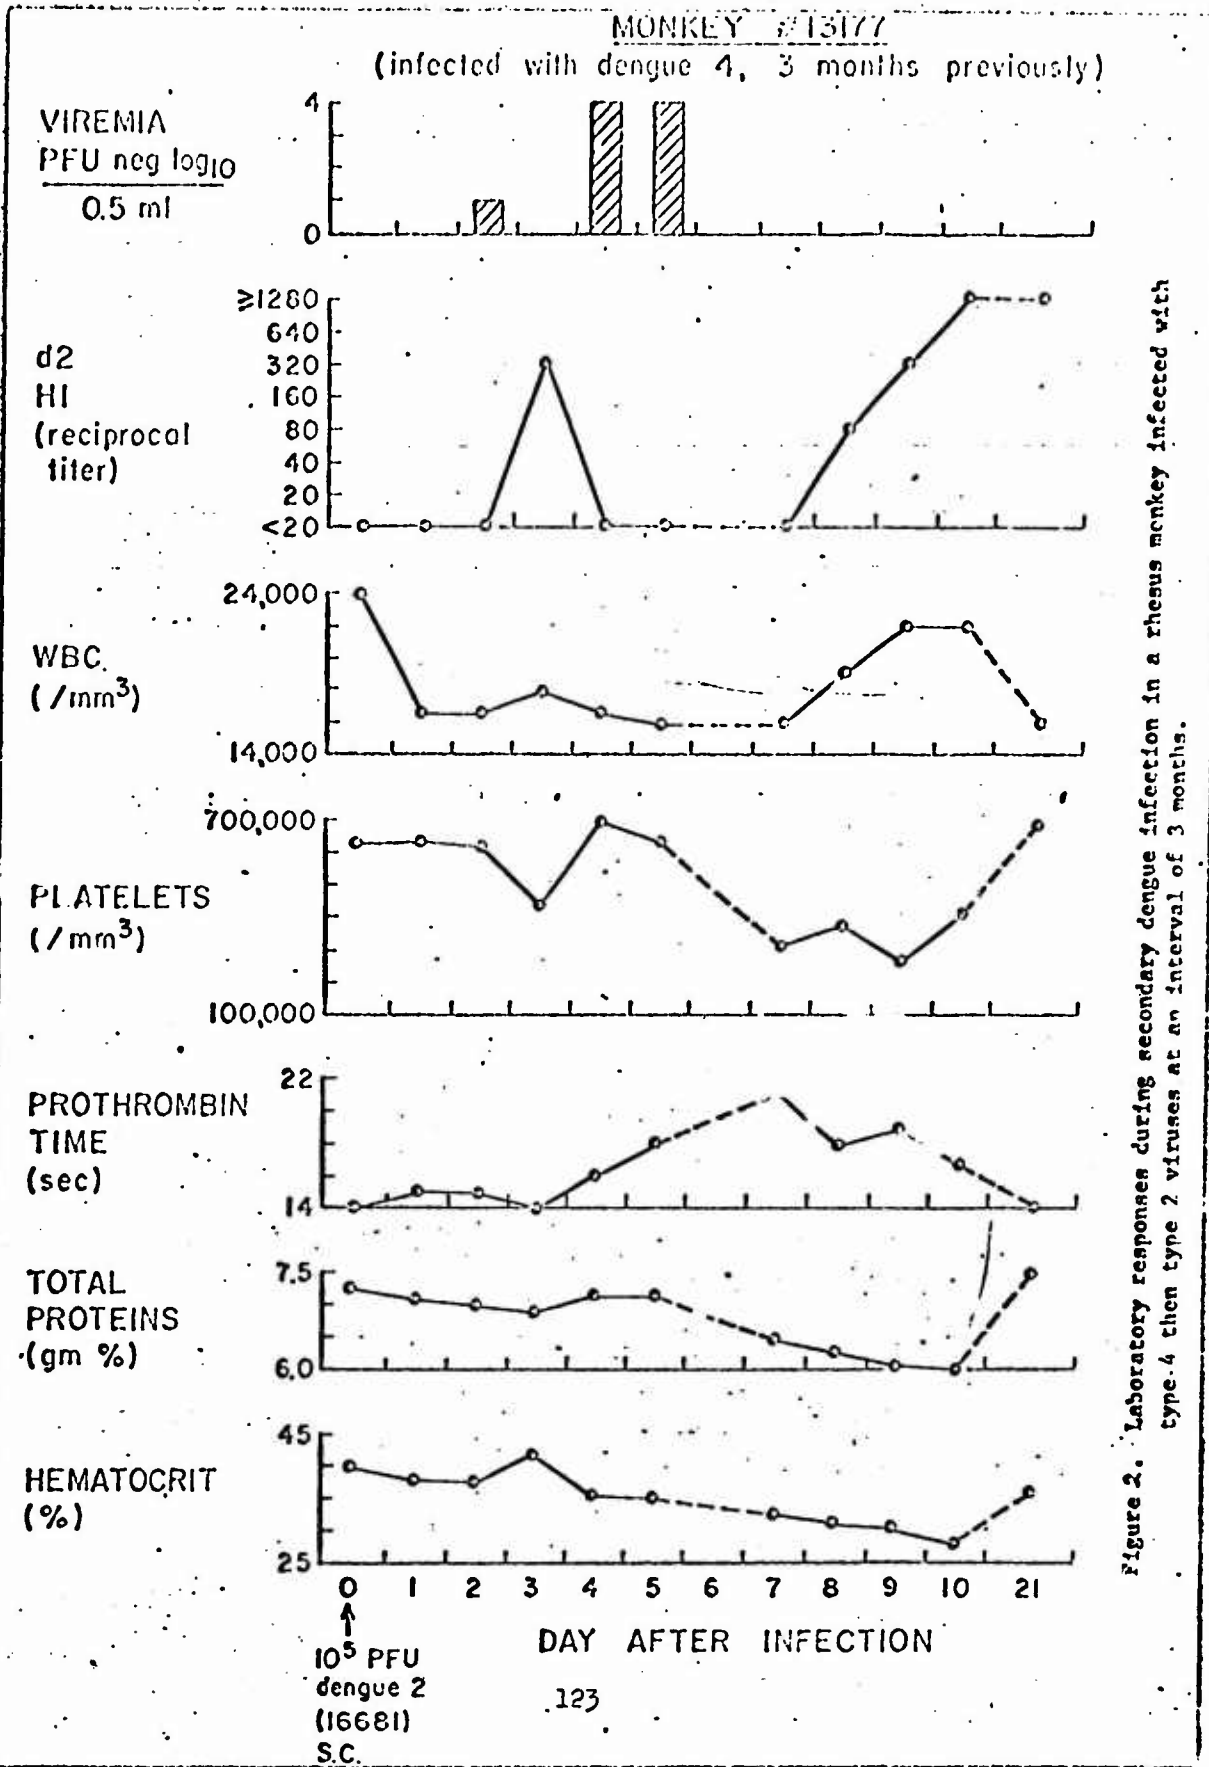 MONKEY #13177
(infected with dengue 4, 3 months previously)
VIREMIA
PFU neg log10
0.5 ml
4
0
d2
HI
(reciprocal
titer)
≥1280
640
320
160
80
40
20
<20
WBC.
(/mm³)
24,000
14,000
PLATELETS
(/mm³)
700,000
100,000
PROTHROMBIN
TIME
(sec)
22
14
TOTAL
PROTEINS
(gm %)
7.5
6.0
HEMATOCRIT
(%)
45
25
0 1 2 3 4 5 6 7 8 9 10 21
DAY AFTER INFECTION
10⁵ PFU
dengue 2
(16681)
S.C.
123
Figure 2. Laboratory responses during secondary dengue infection in a rhesus monkey infected with
type-4 then type 2 viruses at an interval of 3 months.